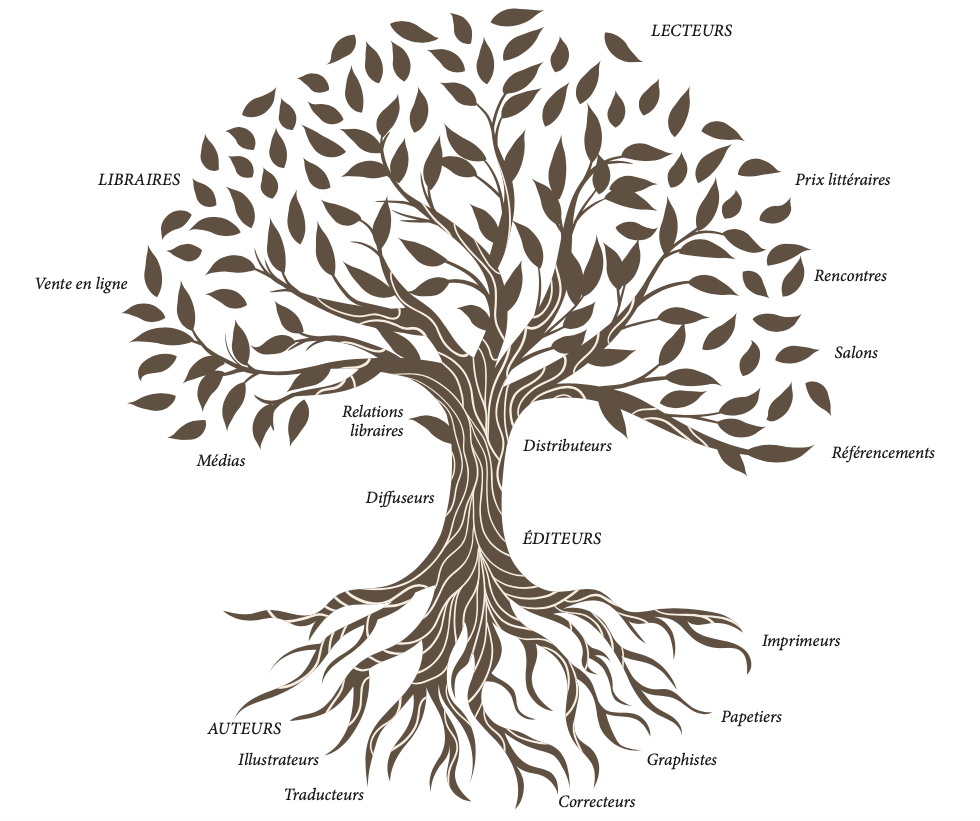 LECTEURS
LIBRAIRES
Prix littéraires
Vente en ligne
Rencontres
Salons
Relations
libraires
Distributeurs
Référencements
Médias
Diffuseurs
ÉDITEURS
Imprimeurs
Papetiers
AUTEURS
Illustrateurs
Graphistes
Traducteurs
Correcteurs